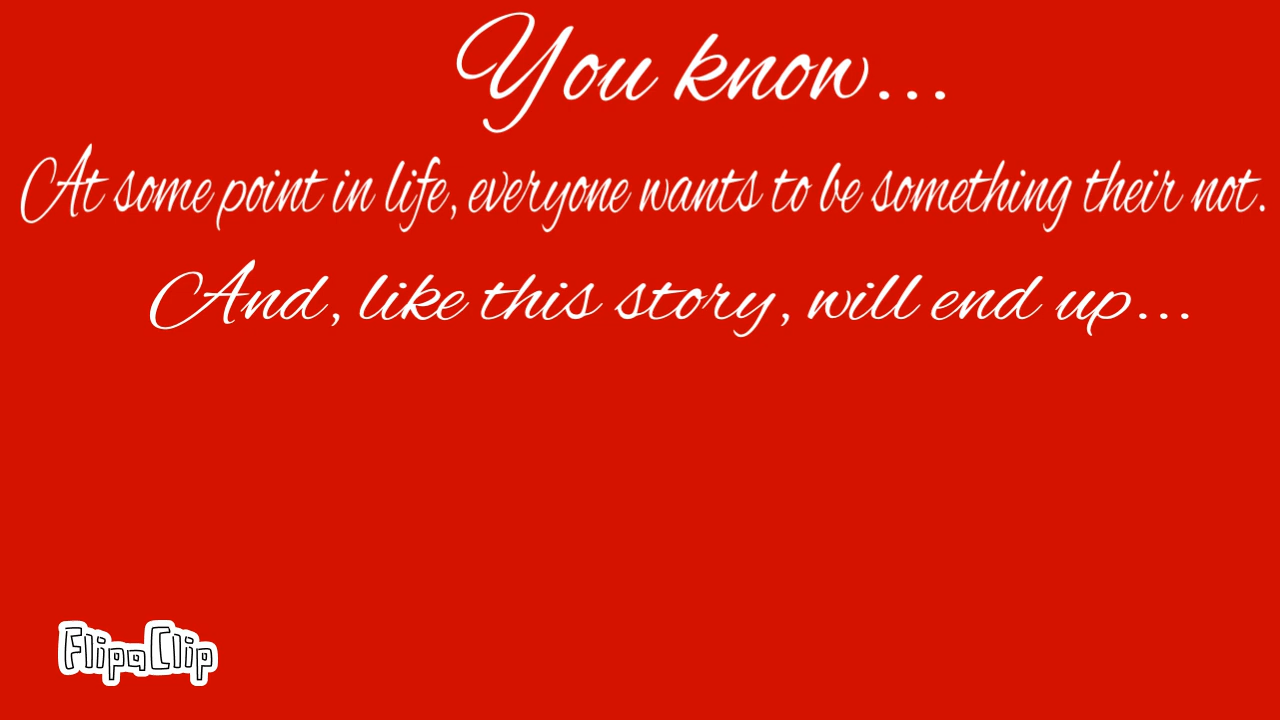 You know...
At some point in life, everyone wants to be something their not.
And, like this story, will end up...
FlipaClip